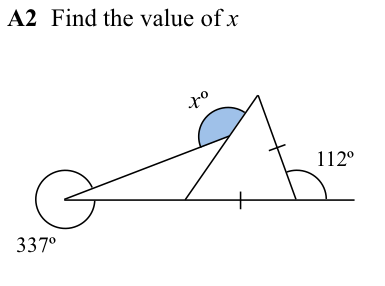 A2 Find the value of x
xº
112º
337º